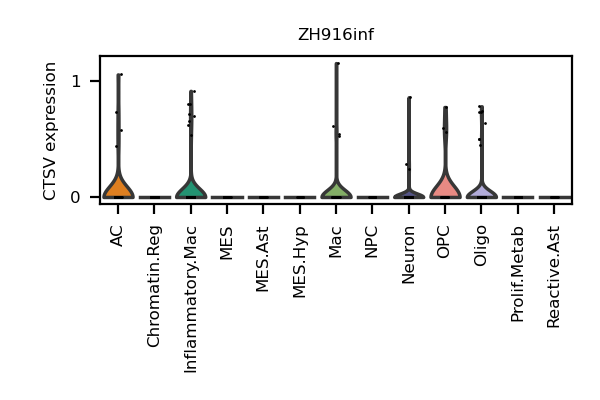 ZH916inf
CTSV expression
1
0
AC
Chromatin.Reg
Inflammatory.Mac
MES
MES.Ast
MES.Hyp
Mac
NPC
Neuron
OPC
Oligo
Prolif.Metab
Reactive.Ast